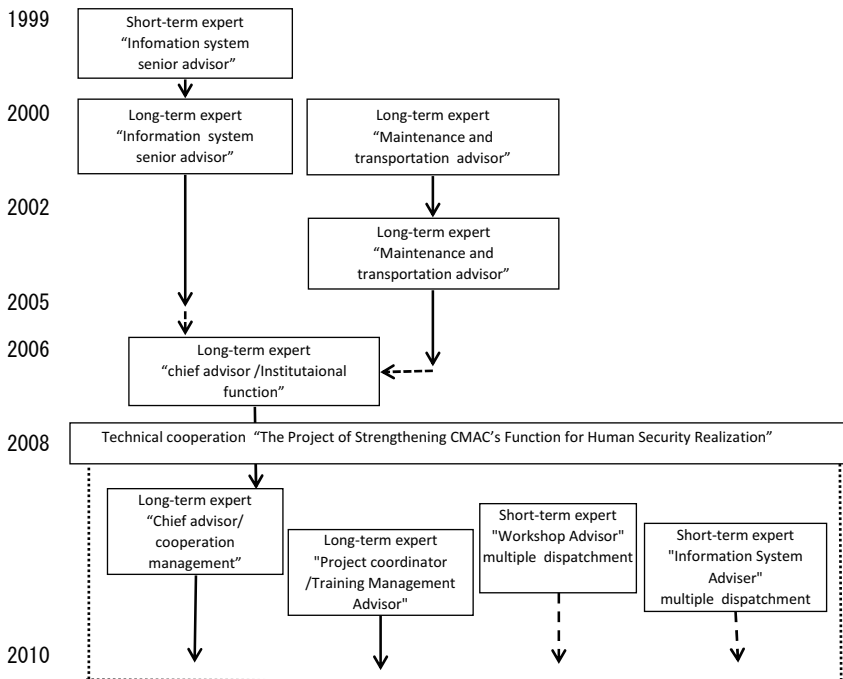 1999
Short-term expert
“Infomation system
senior advisor”
2000
Long-term expert
“Information system
senior advisor”
Long-term expert
“Maintenance and
transportation advisor”
2002
Long-term expert
“Maintenance and
transportation advisor”
2005
2006
Long-term expert
“chief advisor /Institutaional
function”
2008
Technical cooperation “The Project of Strengthening CMAC’s Function for Human Security Realization”
Long-term expert
“Chief advisor/
cooperation
management”
Long-term expert
"Project coordinator
/Training Management
Advisor"
Short-term expert
"Workshop Advisor"
multiple dispatchment
Short-term expert
"Information System
Adviser"
multiple dispatchment
2010